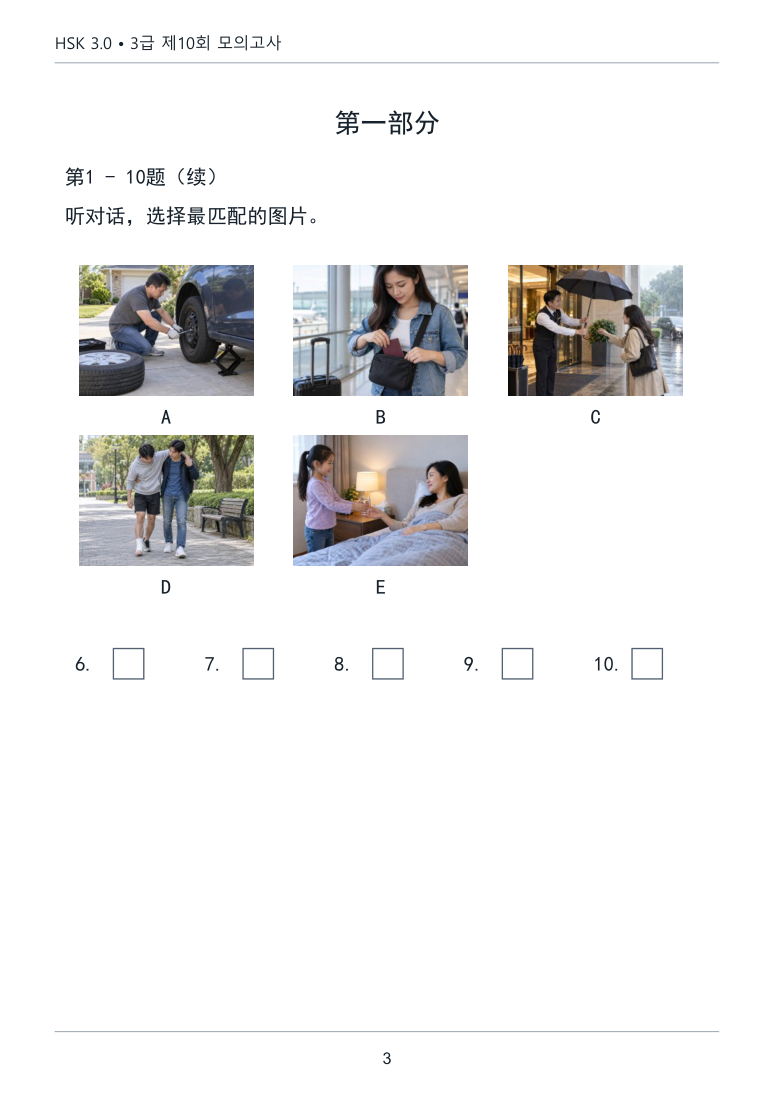 HSK 3.0 • 3급 제10회 모의고사
第一部分
第1 - 10题（续）
听对话，选择最匹配的图片。
A B C
D E
6. 7. 8. 9. 10.
3